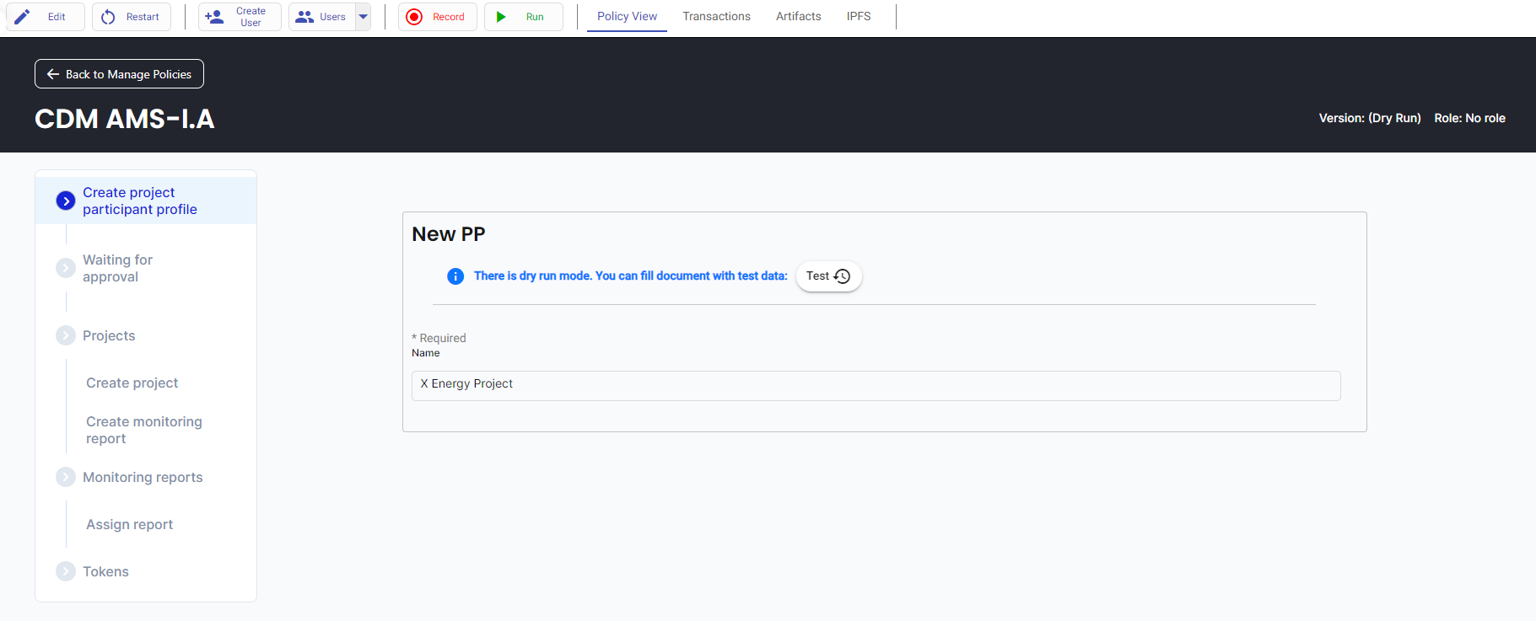 Edit
Restart
Create
User
Users
Record
Run
Policy View
Transactions
Artifacts
IPFS
Back to Manage Policies
CDM AMS-I.A
Version: (Dry Run)
Role: No role
Create project
participant profile
Waiting for
approval
Projects
Create project
Create monitoring
report
Monitoring reports
Assign report
Tokens
New PP
There is dry run mode. You can fill document with test data:
Test
* Required
Name
X Energy Project